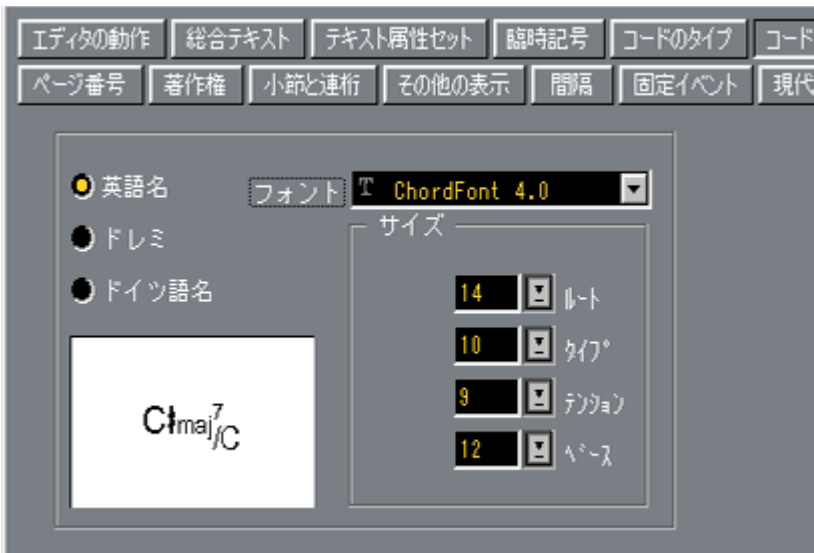 エディタの動作 総合テキスト テキスト属性セット 臨時記号 コードのタイプ コード
ページ番号 著作権 小節と連桁 その他の表示 間隔 固定イベント 現代
英語名 フォント T ChordFont 4.0
サイズ
ドレミ
ドイツ語名
14 ルート
10 タイプ
9 テンション
12 ベース
maj7/C